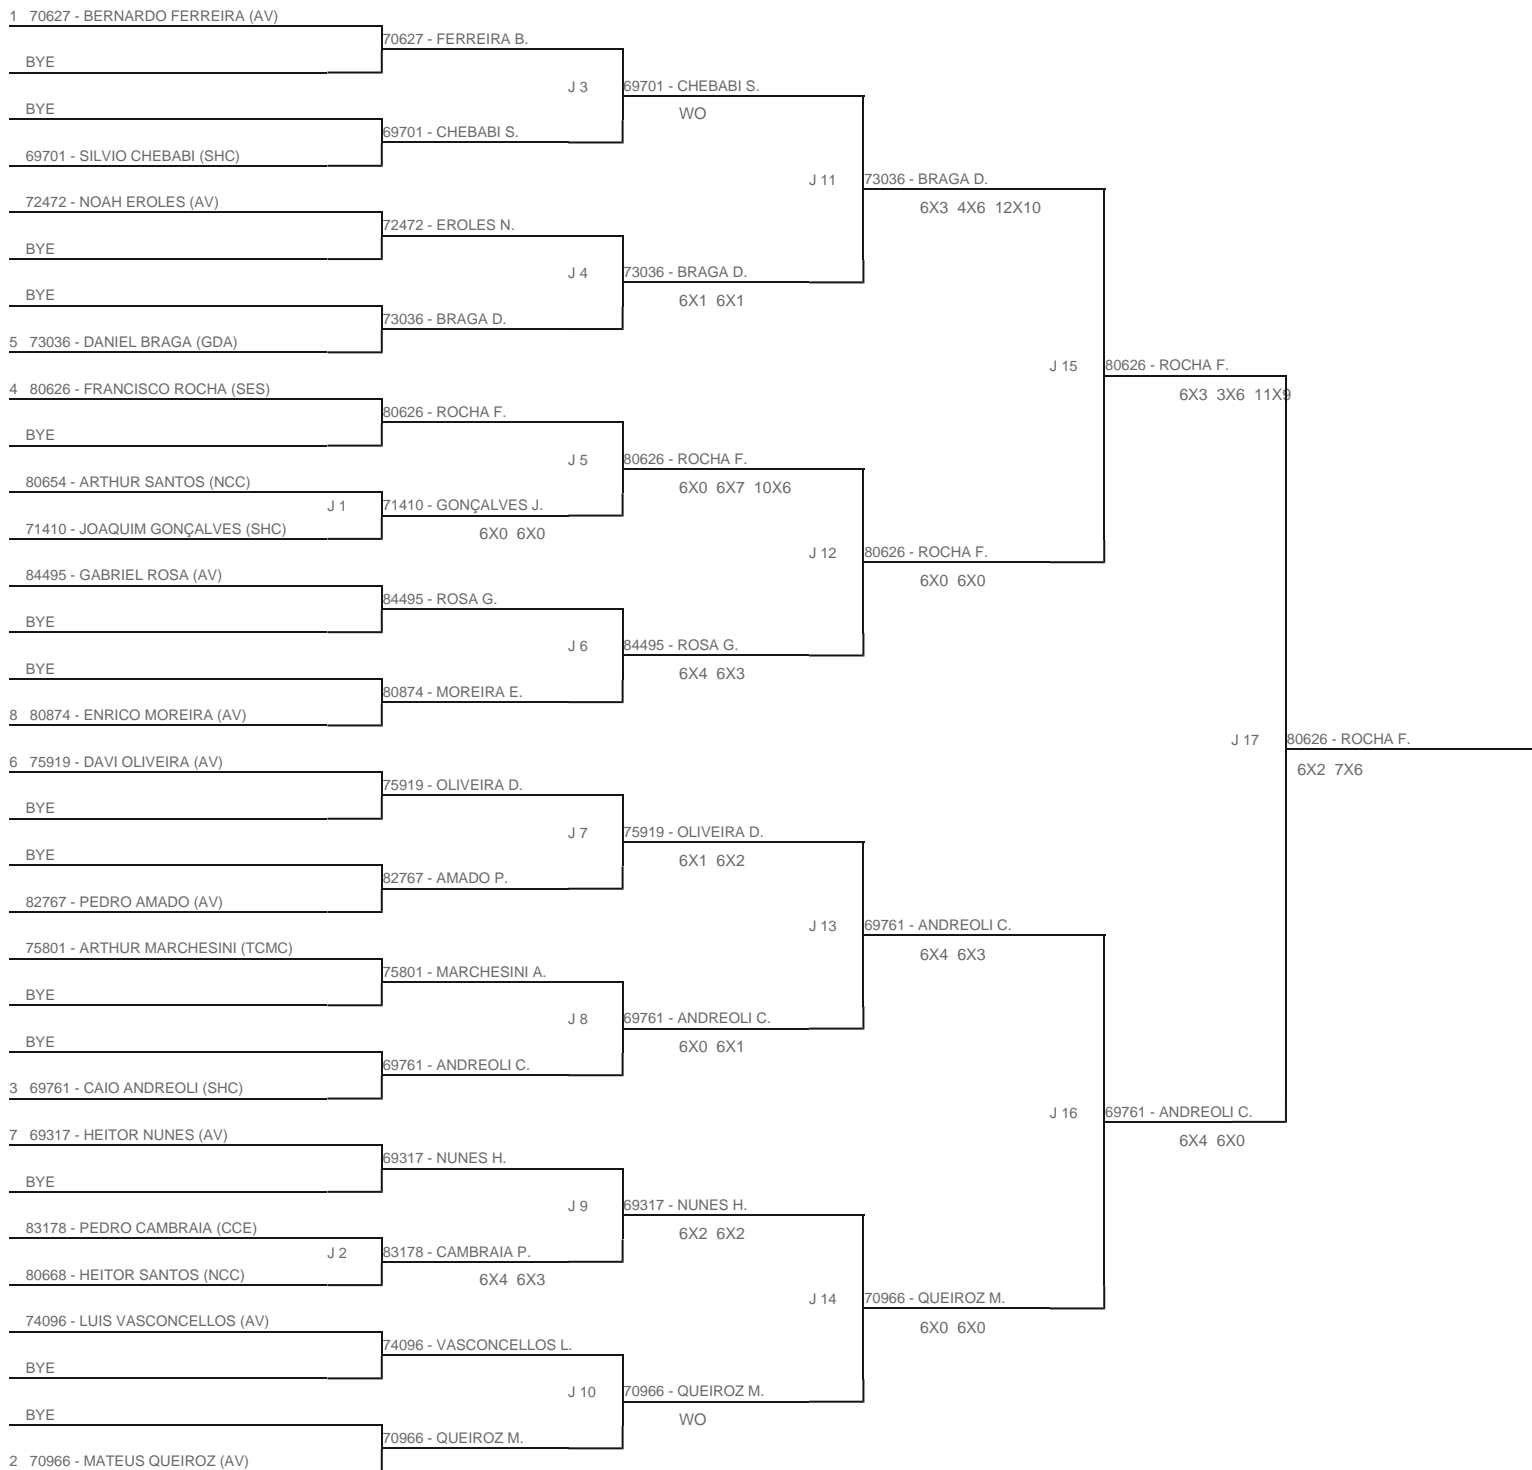 1 70627 - BERNARDO FERREIRA (AV)
70627 - FERREIRA B.
BYE
J 3
69701 - CHEBABI S.
WO
BYE
69701 - CHEBABI S.
69701 - SILVIO CHEBABI (SHC)
J 11
73036 - BRAGA D.
6X3 4X6 12X10
72472 - NOAH EROLES (AV)
72472 - EROLES N.
BYE
J 4
73036 - BRAGA D.
6X1 6X1
BYE
73036 - BRAGA D.
5 73036 - DANIEL BRAGA (GDA)
J 15
80626 - ROCHA F.
6X3 3X6 11X9
4 80626 - FRANCISCO ROCHA (SES)
80626 - ROCHA F.
BYE
J 5
80626 - ROCHA F.
6X0 6X7 10X6
80654 - ARTHUR SANTOS (NCC)
J 1
71410 - GONÇALVES J.
6X0 6X0
71410 - JOAQUIM GONÇALVES (SHC)
J 12
80626 - ROCHA F.
6X0 6X0
84495 - GABRIEL ROSA (AV)
84495 - ROSA G.
BYE
J 6
84495 - ROSA G.
6X4 6X3
BYE
80874 - MOREIRA E.
8 80874 - ENRICO MOREIRA (AV)
J 17
80626 - ROCHA F.
6X2 7X6
6 75919 - DAVI OLIVEIRA (AV)
75919 - OLIVEIRA D.
BYE
J 7
75919 - OLIVEIRA D.
6X1 6X2
BYE
82767 - AMADO P.
82767 - PEDRO AMADO (AV)
J 13
69761 - ANDREOLI C.
6X4 6X3
75801 - ARTHUR MARCHESINI (TCMC)
75801 - MARCHESINI A.
BYE
J 8
69761 - ANDREOLI C.
6X0 6X1
BYE
69761 - ANDREOLI C.
3 69761 - CAIO ANDREOLI (SHC)
J 16
69761 - ANDREOLI C.
6X4 6X0
7 69317 - HEITOR NUNES (AV)
69317 - NUNES H.
BYE
J 9
69317 - NUNES H.
6X2 6X2
83178 - PEDRO CAMBRAIA (CCE)
J 2
83178 - CAMBRAIA P.
6X4 6X3
80668 - HEITOR SANTOS (NCC)
J 14
70966 - QUEIROZ M.
6X0 6X0
74096 - LUIS VASCONCELLOS (AV)
74096 - VASCONCELLOS L.
BYE
J 10
70966 - QUEIROZ M.
WO
BYE
70966 - QUEIROZ M.
2 70966 - MATEUS QUEIROZ (AV)